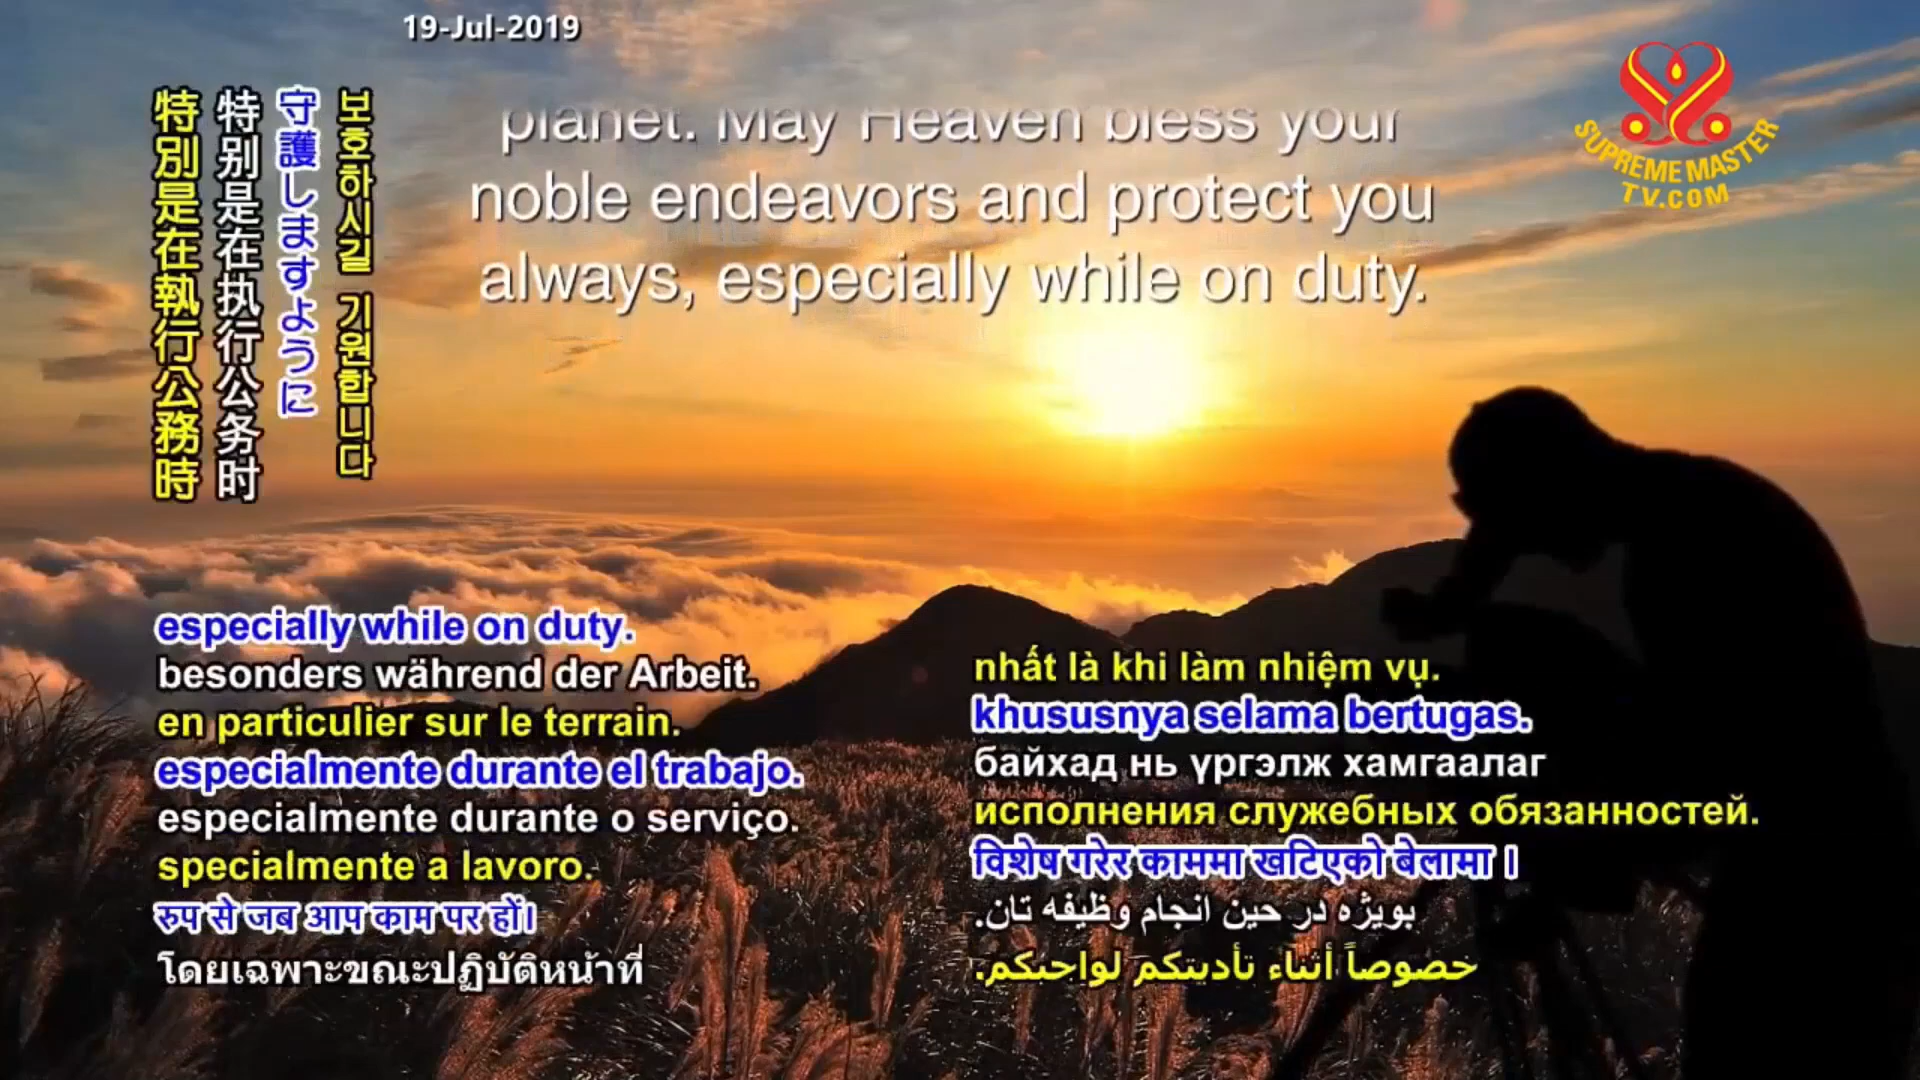 19-Jul-2019
planet. May Heaven bless your
noble endeavors and protect you
always, especially while on duty.
SUPREME MASTER
TV.COM
보호하시길 기원합니다
守護しますように
特别是在执行公务时
特別是在執行公務時
especially while on duty.
besonders während der Arbeit.
en particulier sur le terrain.
especialmente durante el trabajo.
especialmente durante o serviço.
specialmente a lavoro.
रुप से जब आप काम पर हों।
โดยเฉพาะขณะปฏิบัติหน้าที่
nhất là khi làm nhiệm vụ.
khususnya selama bertugas.
байхад нь үргэлж хамгаалаг
исполнения служебных обязанностей.
विशेष गरेर काममा खटिएको बेलामा ।
بویژه در حین انجام وظیفه تان.
خصوصاً أثناء تأديتكم لواجبكم.